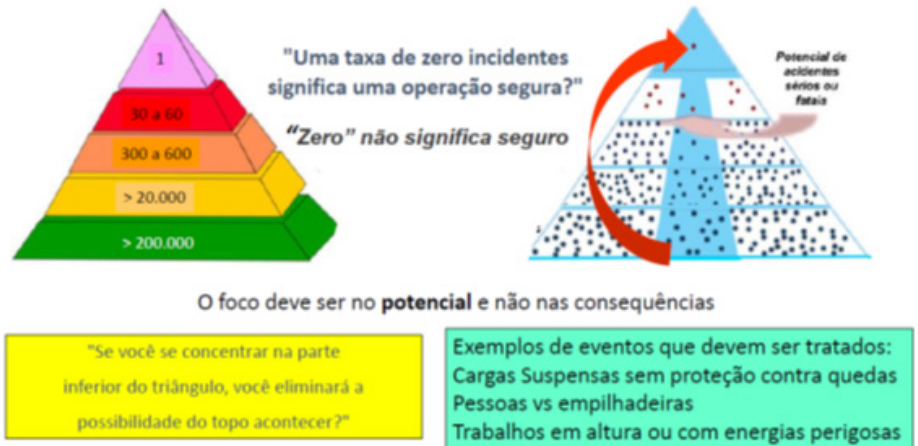 1
30 a 60
300 a 600
> 20.000
> 200.000
"Uma taxa de zero incidentes
significa uma operação segura?"
“Zero” não significa seguro
Potencial de
acidentes
sérios ou
fatais
O foco deve ser no potencial e não nas consequências
"Se você se concentrar na parte
inferior do triângulo, você eliminará a
possibilidade do topo acontecer?"
Exemplos de eventos que devem ser tratados:
Cargas Suspensas sem proteção contra quedas
Pessoas vs empilhadeiras
Trabalhos em altura ou com energias perigosas